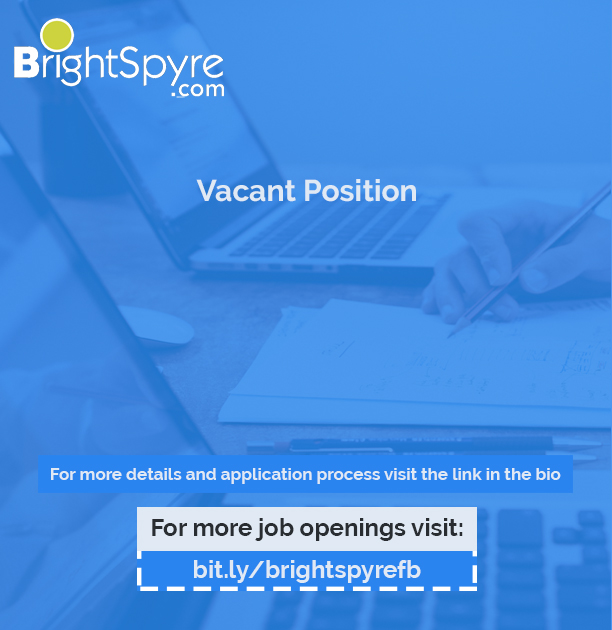 BrightSpyre
.com
Vacant Position
For more details and application process visit the link in the bio
For more job openings visit:
bit.ly/brightspyrefb